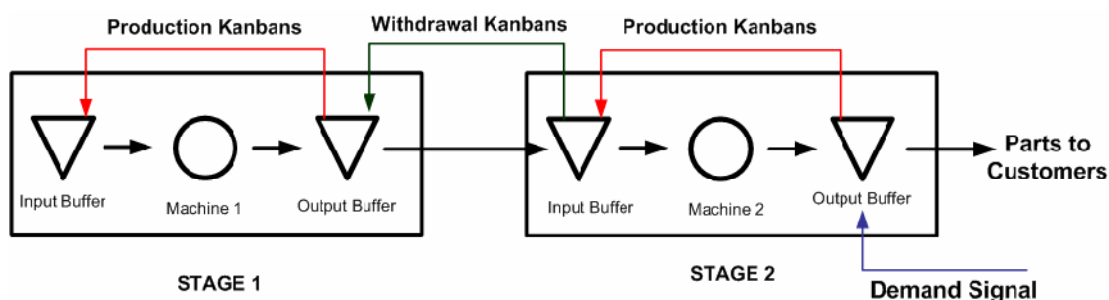 Production Kanbans
Withdrawal Kanbans
Production Kanbans
Input Buffer
Machine 1
Output Buffer
Input Buffer
Machine 2
Output Buffer
Parts to
Customers
STAGE 1
STAGE 2
Demand Signal